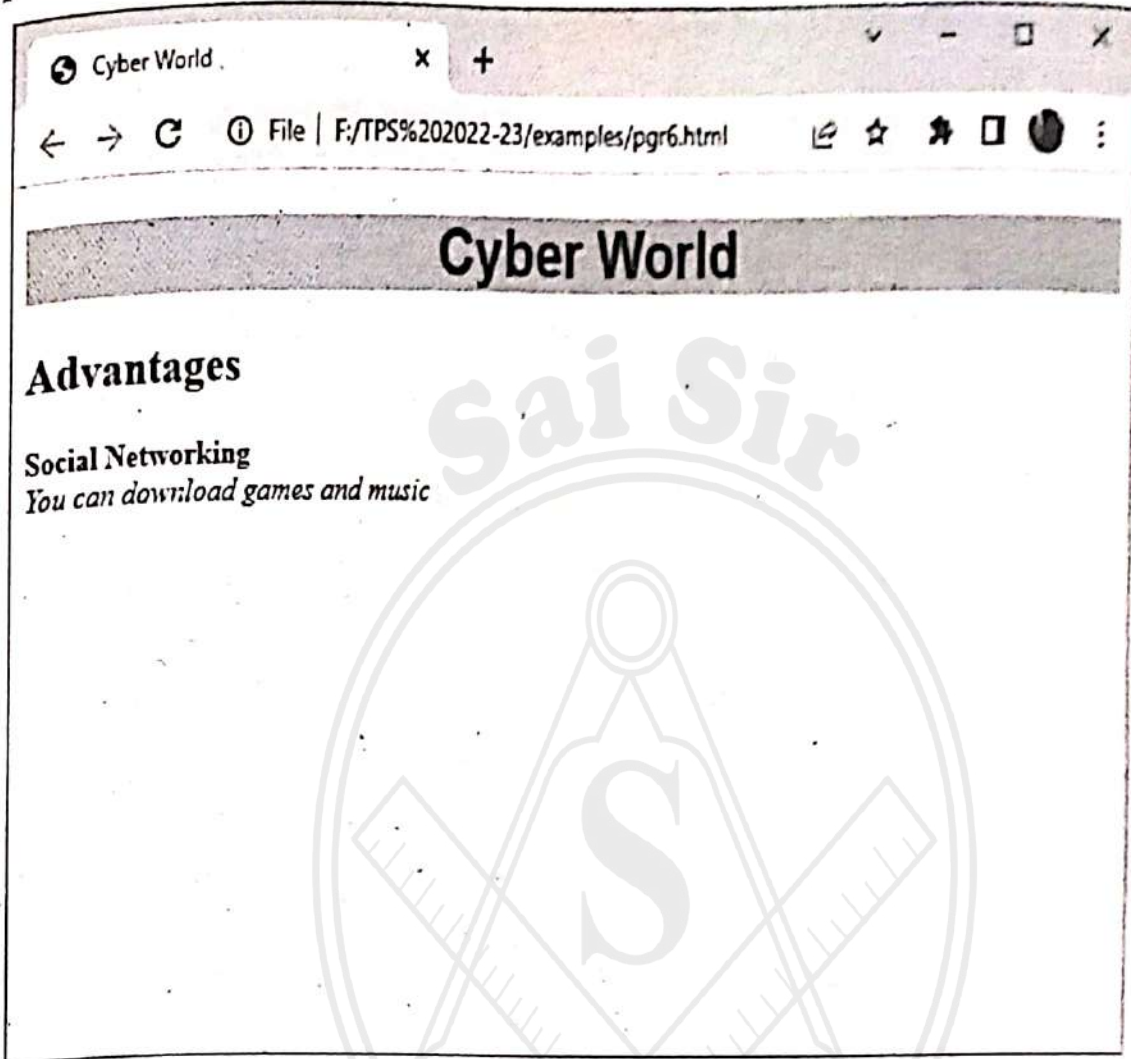 Cyber World
File | F:/TPS%202022-23/examples/pgr6.html
Cyber World
Advantages
Social Networking
You can download games and music
Sai Sir
S